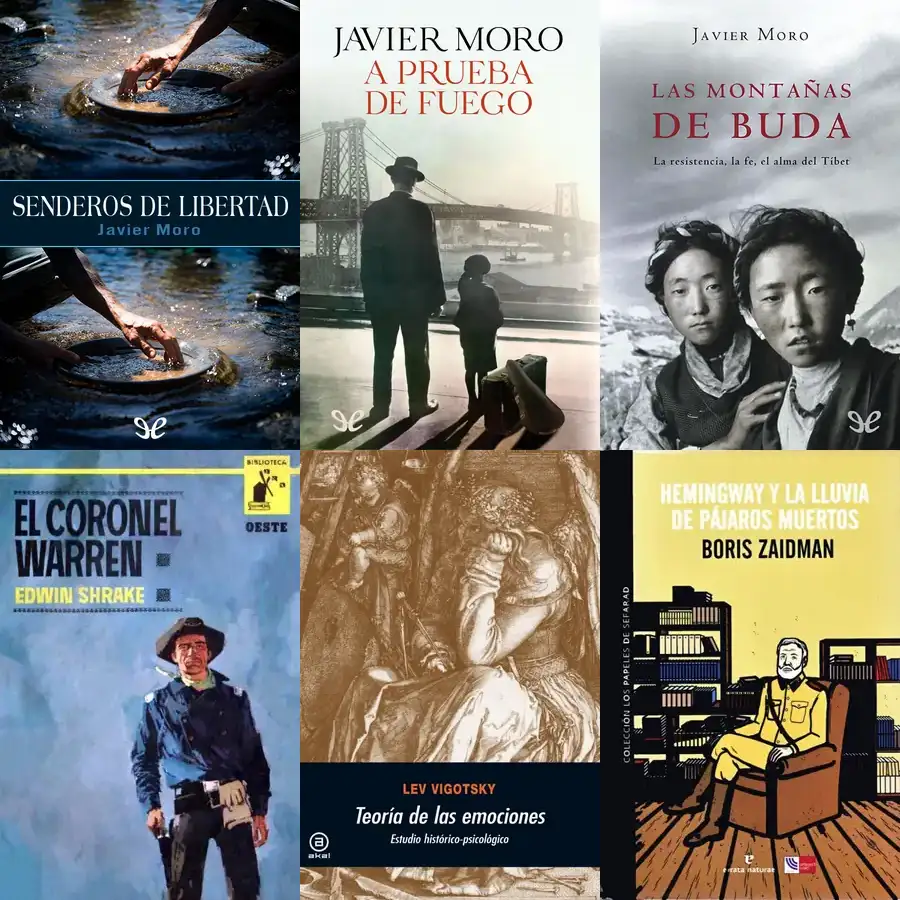 SENDEROS DE LIBERTAD
Javier Moro
JAVIER MORO
A PRUEBA
DE FUEGO
JAVIER MORO
LAS MONTAÑAS
DE BUDA
La resistencia, la fe, el alma del Tíbet
BIBLIOTECA
OESTE
EL CORONEL
WARREN
EDWIN SHRAKE
LEV VIGOTSKY
Teoría de las emociones
Estudio histórico-psicológico
akal
HEMINGWAY Y LA LLUVIA
DE PÁJAROS MUERTOS
BORIS ZAIDMAN
COLECCIÓN LOS PAPELES DE SEFARAD
errata naturae